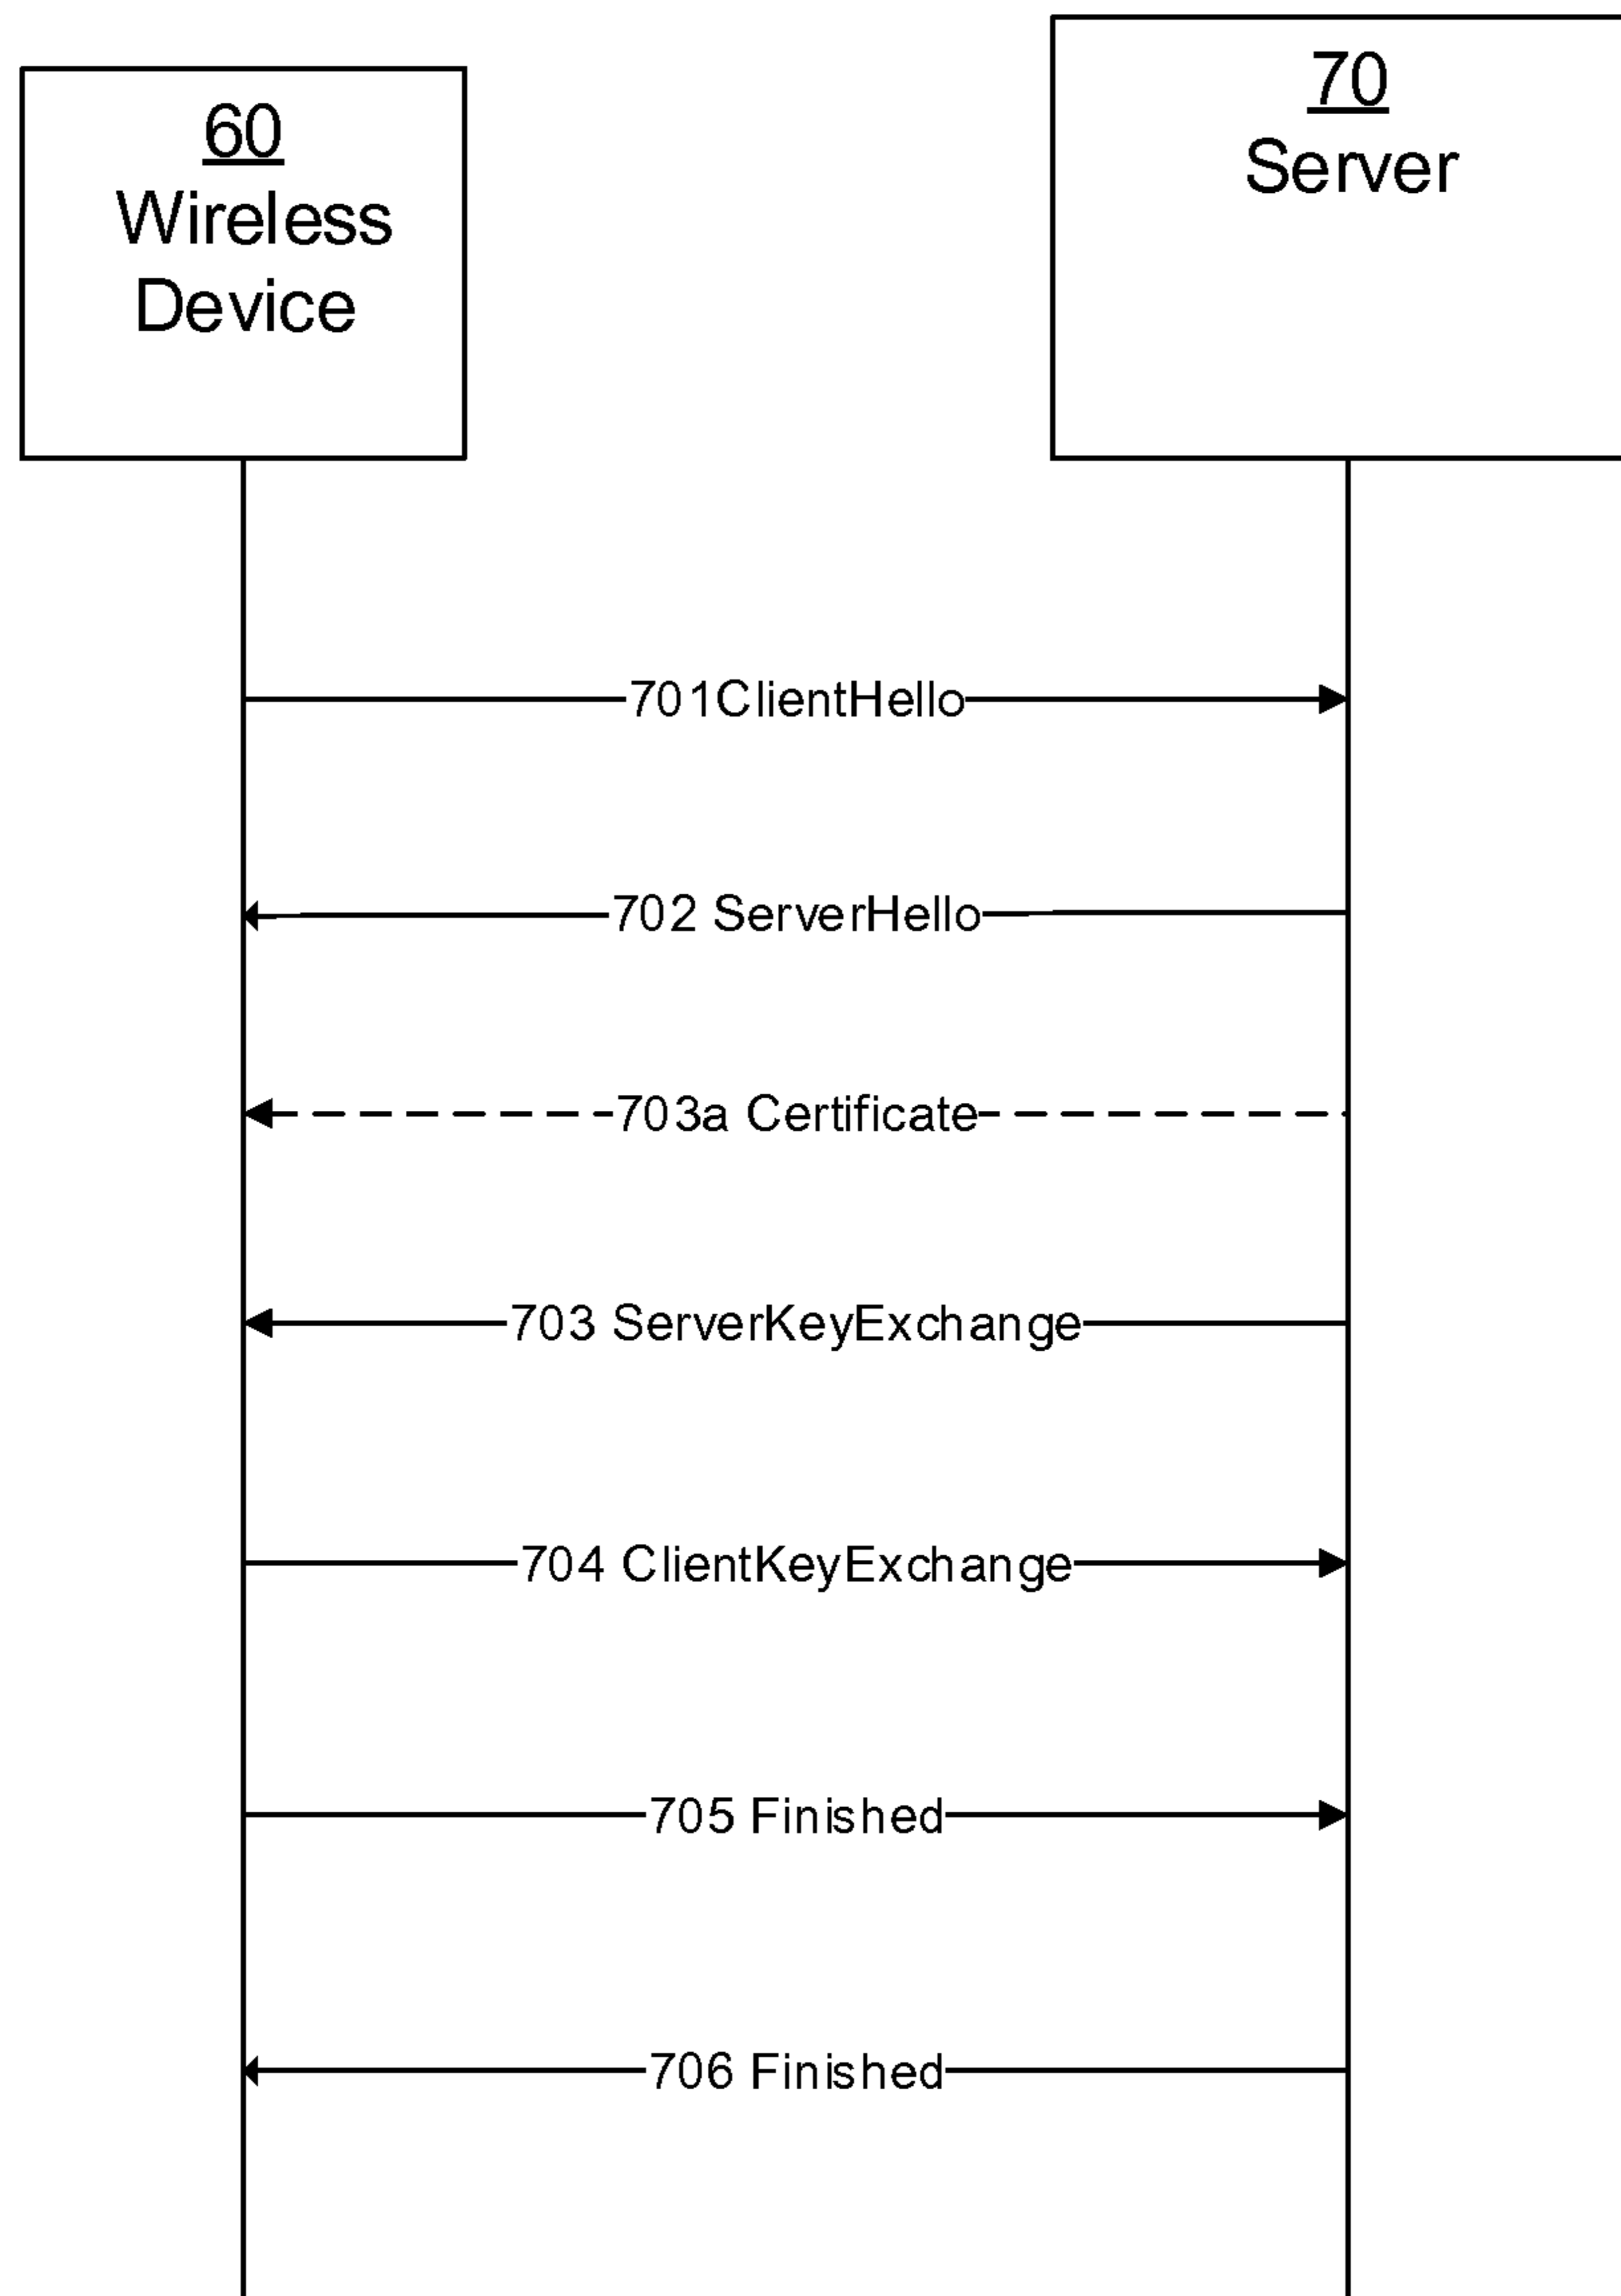 60
Wireless
Device
70
Server
701ClientHello
702 ServerHello
703a Certificate
703 ServerKeyExchange
704 ClientKeyExchange
705 Finished
706 Finished